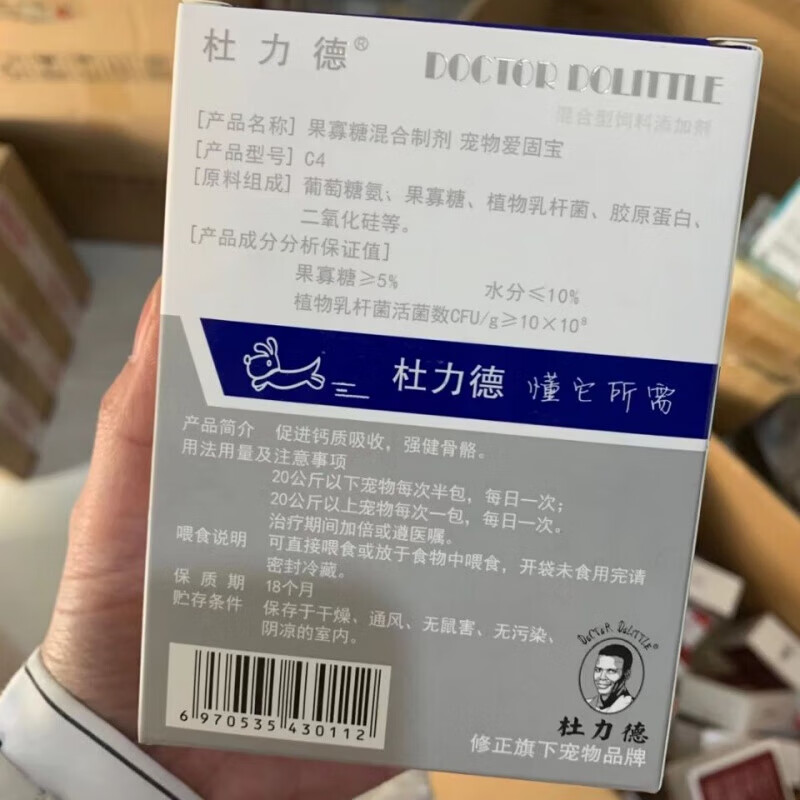 杜力德®
DOCTOR DOLITTLE
混合型饲料添加剂
[产品名称] 果寡糖混合制剂 宠物爱固宝
[产品型号] C4
[原料组成] 葡萄糖氨、果寡糖、植物乳杆菌、胶原蛋白、
二氧化硅等。
[产品成分分析保证值]
果寡糖≥5% 水分≤10%
植物乳杆菌活菌数CFU/g≥10×10⁸
杜力德 懂它所需
产品简介 促进钙质吸收，强健骨骼。
用法用量及注意事项
20公斤以下宠物每次半包，每日一次；
20公斤以上宠物每次一包，每日一次。
治疗期间加倍或遵医嘱。
喂食说明 可直接喂食或放于食物中喂食，开袋未食用完请
密封冷藏。
保质期 18个月
贮存条件 保存于干燥、通风、无鼠害、无污染、
阴凉的室内。
DOCTOR DOLITTLE®
杜力德
6 970535 430112
修正旗下宠物品牌